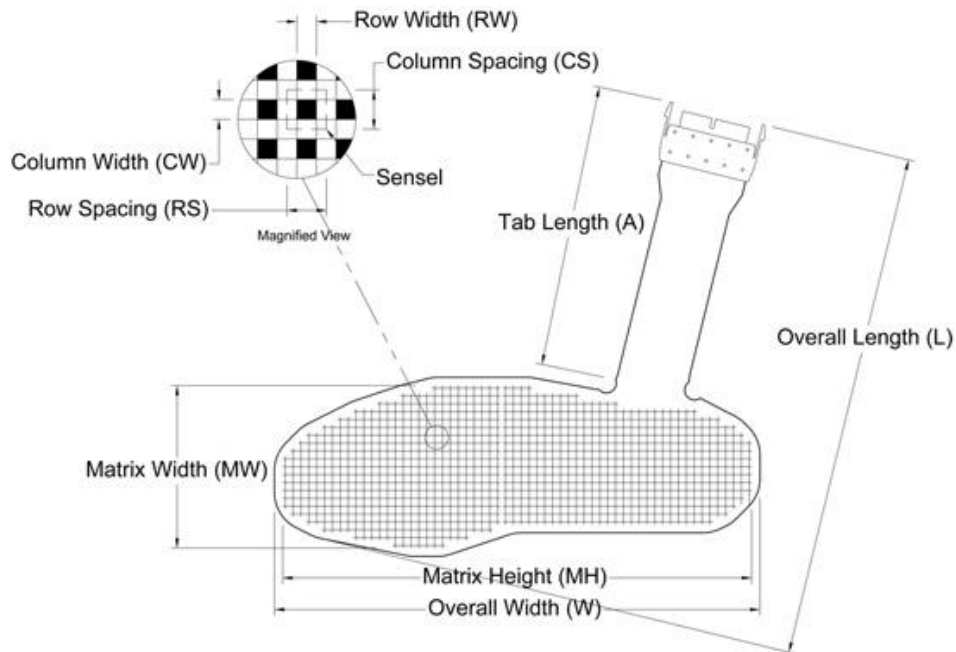 Row Width (RW)
Column Spacing (CS)
Column Width (CW)
Sensel
Row Spacing (RS)
Magnified View
Tab Length (A)
Overall Length (L)
Matrix Width (MW)
Matrix Height (MH)
Overall Width (W)